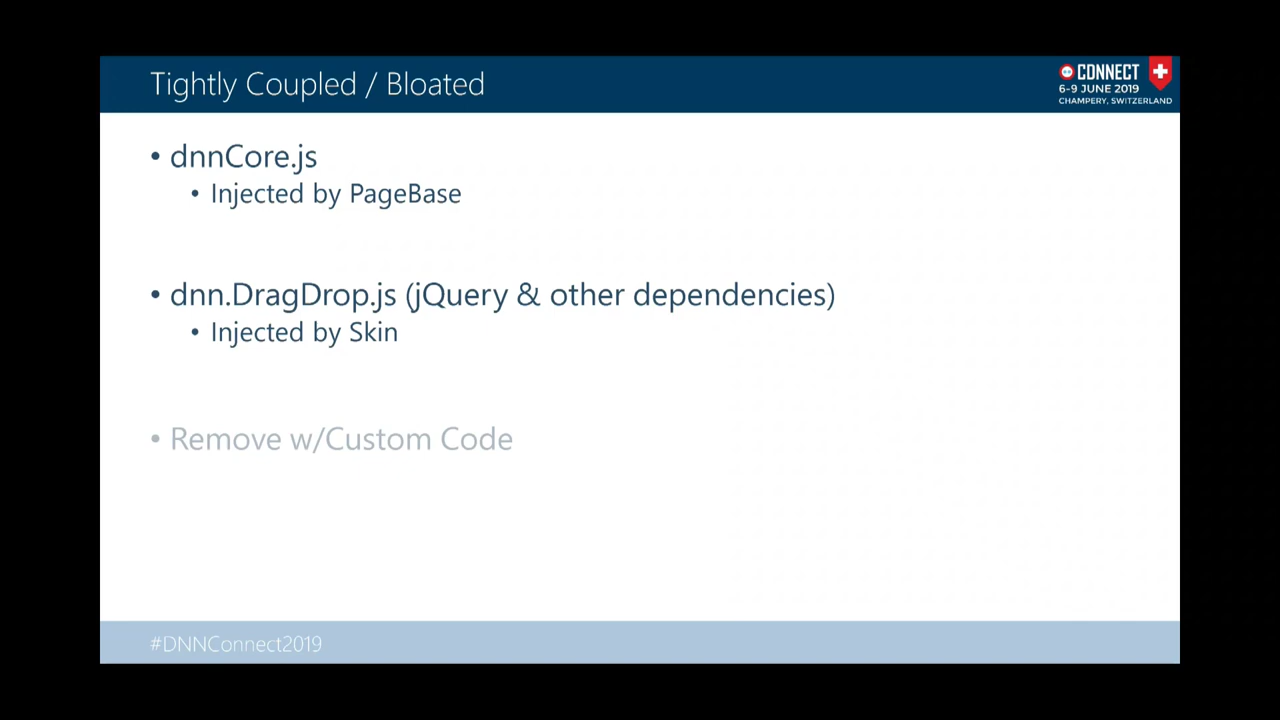 Tightly Coupled / Bloated
CONNECT
6-9 JUNE 2019
CHAMPERY, SWITZERLAND
• dnnCore.js
• Injected by PageBase
• dnn.DragDrop.js (jQuery & other dependencies)
• Injected by Skin
• Remove w/Custom Code
#DNNConnect2019